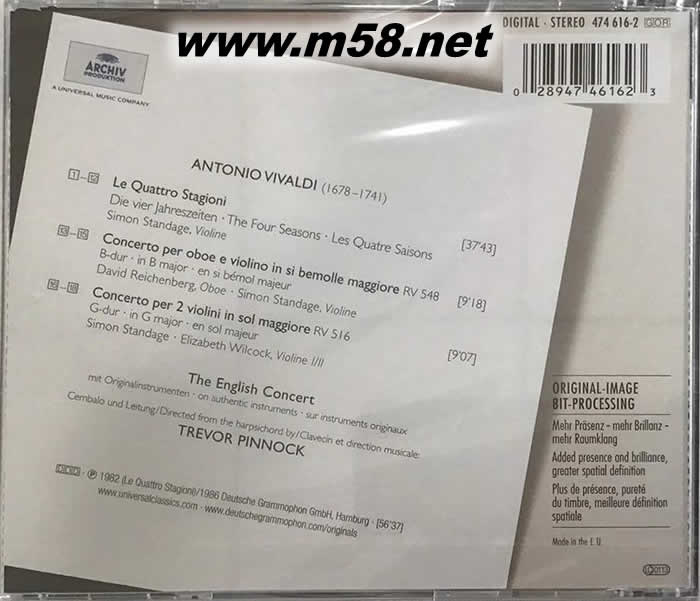 www.m58.net
DIGITAL · STEREO 474 616-2 GOR
0 28947 46162 3
ARCHIV
PRODUKTION
A UNIVERSAL MUSIC COMPANY
ANTONIO VIVALDI (1678–1741)
1–12 Le Quattro Stagioni
Die vier Jahreszeiten · The Four Seasons · Les Quatre Saisons
Simon Standage, Violine [37'43]
13–15 Concerto per oboe e violino in si bemolle maggiore RV 548
B-dur · in B major · en si bémol majeur
David Reichenberg, Oboe · Simon Standage, Violine [9'18]
16–18 Concerto per 2 violini in sol maggiore RV 516
G-dur · in G major · en sol majeur
Simon Standage · Elizabeth Wilcock, Violine I/II [9'07]
The English Concert
mit Originalinstrumenten · on authentic instruments · sur instruments originaux
Cembalo und Leitung/Directed from the harpsichord by/Clavecin et direction musicale:
TREVOR PINNOCK
DDD · ℗ 1982 (Le Quattro Stagioni)/1986 Deutsche Grammophon GmbH, Hamburg · [56'37]
www.universalclassics.com · www.deutschegrammophon.com/originals
ORIGINAL-IMAGE
BIT-PROCESSING
Mehr Präsenz – mehr Brillanz –
mehr Raumklang
Added presence and brilliance,
greater spatial definition
Plus de présence, pureté
du timbre, meilleure définition
spatiale
Made in the E.U.